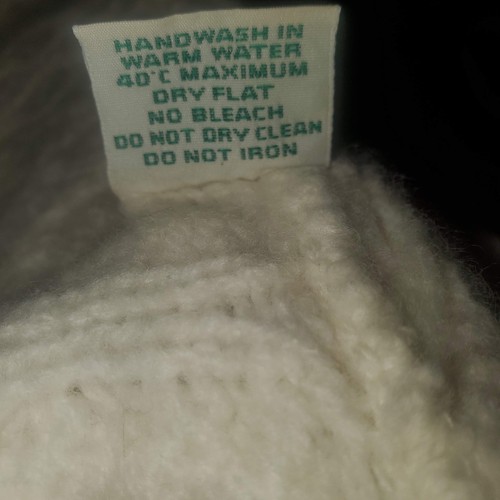 HANDWASH IN
WARM WATER
40°C MAXIMUM
DRY FLAT
NO BLEACH
DO NOT DRY CLEAN
DO NOT IRON